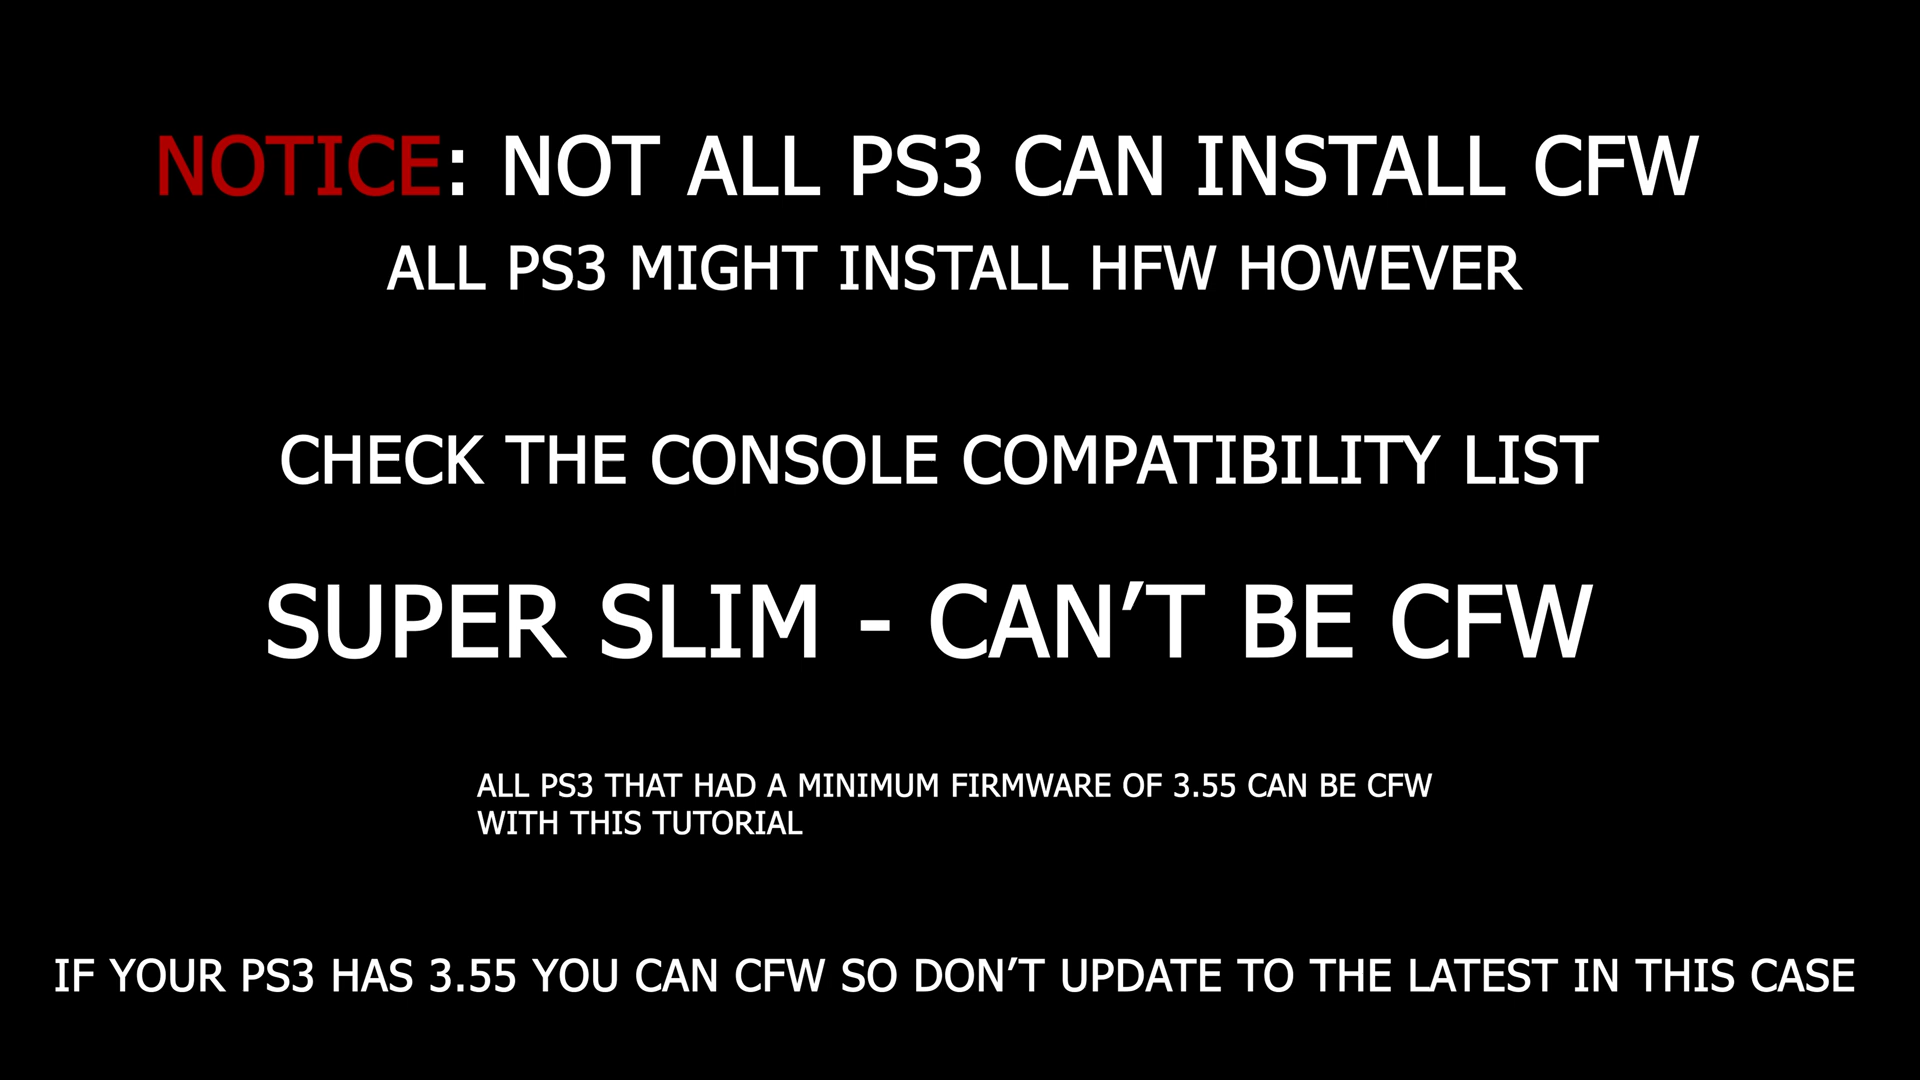 NOTICE: NOT ALL PS3 CAN INSTALL CFW
ALL PS3 MIGHT INSTALL HFW HOWEVER
CHECK THE CONSOLE COMPATIBILITY LIST
SUPER SLIM - CAN’T BE CFW
ALL PS3 THAT HAD A MINIMUM FIRMWARE OF 3.55 CAN BE CFW
WITH THIS TUTORIAL
IF YOUR PS3 HAS 3.55 YOU CAN CFW SO DON’T UPDATE TO THE LATEST IN THIS CASE